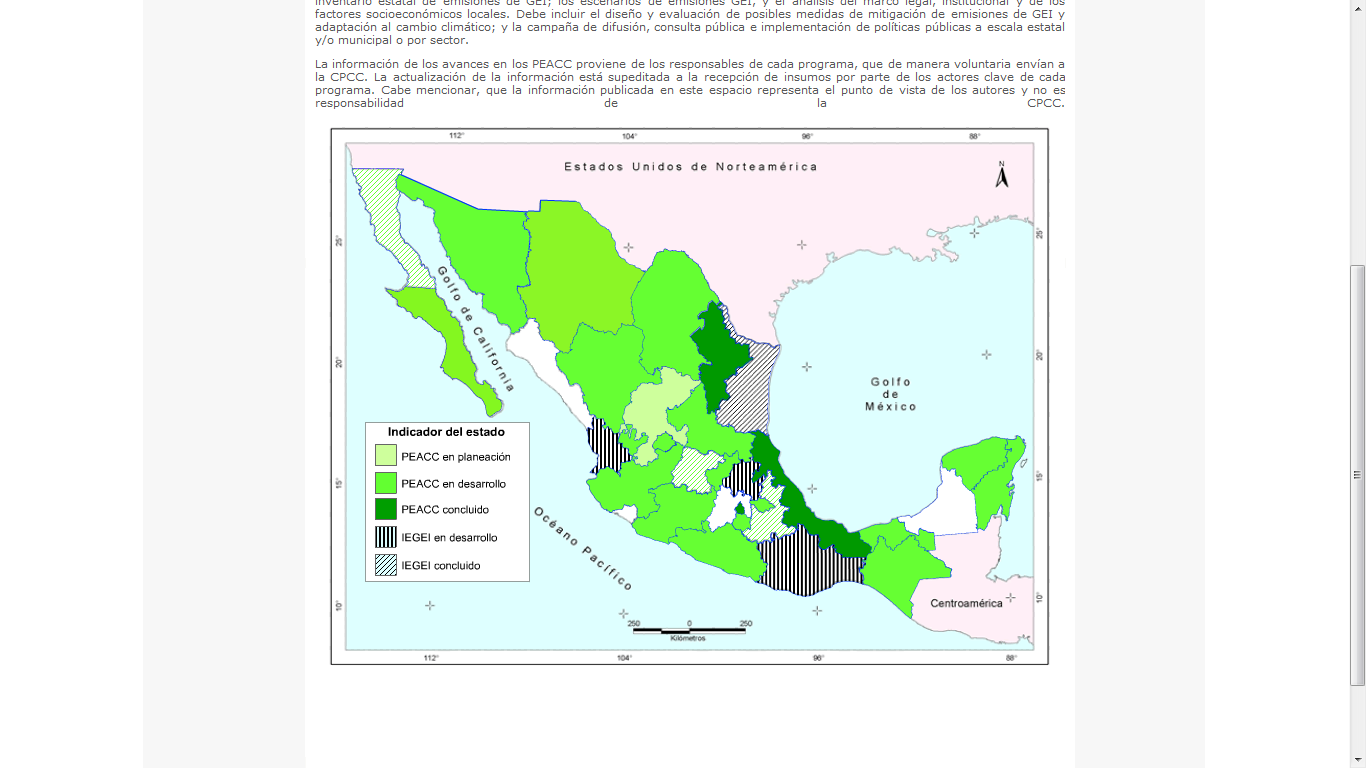 inventario estatal de emisiones de GEI; los escenarios de emisiones GEI, y el análisis del marco legal, institucional y de los
factores socioeconómicos locales. Debe incluir el diseño y evaluación de posibles medidas de mitigación de emisiones de GEI y
adaptación al cambio climático; y la campaña de difusión, consulta pública e implementación de políticas públicas a escala estatal
y/o municipal o por sector.
La información de los avances en los PEACC proviene de los responsables de cada programa, que de manera voluntaria envían a
la CPCC. La actualización de la información está supeditada a la recepción de insumos por parte de los actores clave de cada
programa. Cabe mencionar, que la información publicada en este espacio representa el punto de vista de los autores y no es
responsabilidad de la CPCC.
112° 104° 96° 88°
Estados Unidos de Norteamérica
N
25° 25°
Golfo de California
20° 20°
Golfo
de
México
Indicador del estado
PEACC en planeación
PEACC en desarrollo
PEACC concluido
IEGEI en desarrollo
IEGEI concluido
15° 15°
Océano Pacífico
Centroamérica
10° 10°
250 0 250
Kilómetros
112° 104° 96° 88°